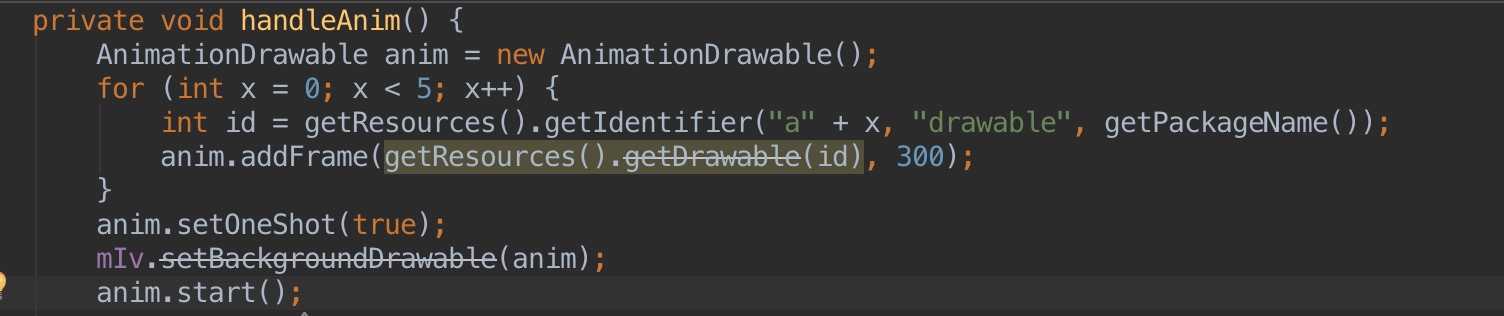 private void handleAnim() {
AnimationDrawable anim = new AnimationDrawable();
for (int x = 0; x < 5; x++) {
int id = getResources().getIdentifier("a" + x, "drawable", getPackageName());
anim.addFrame(getResources().getDrawable(id), 300);
}
anim.setOneShot(true);
mIv.setBackgroundDrawable(anim);
anim.start();